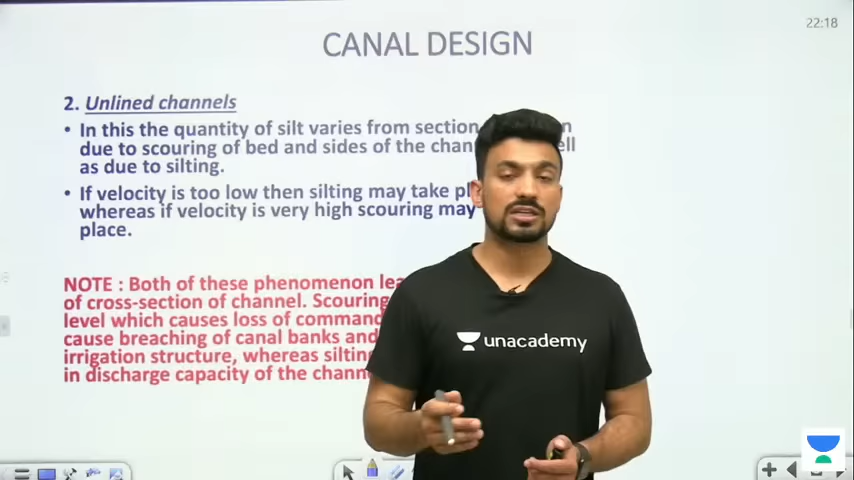 22:18
CANAL DESIGN
2. Unlined channels
• In this the quantity of silt varies from section n
due to scouring of bed and sides of the chan ell
as due to silting.
• If velocity is too low then silting may take pl
whereas if velocity is very high scouring may
place.
NOTE : Both of these phenomenon lea
of cross-section of channel. Scouring
level which causes loss of command
cause breaching of canal banks and
irrigation structure, whereas silting
in discharge capacity of the chann
unacademy